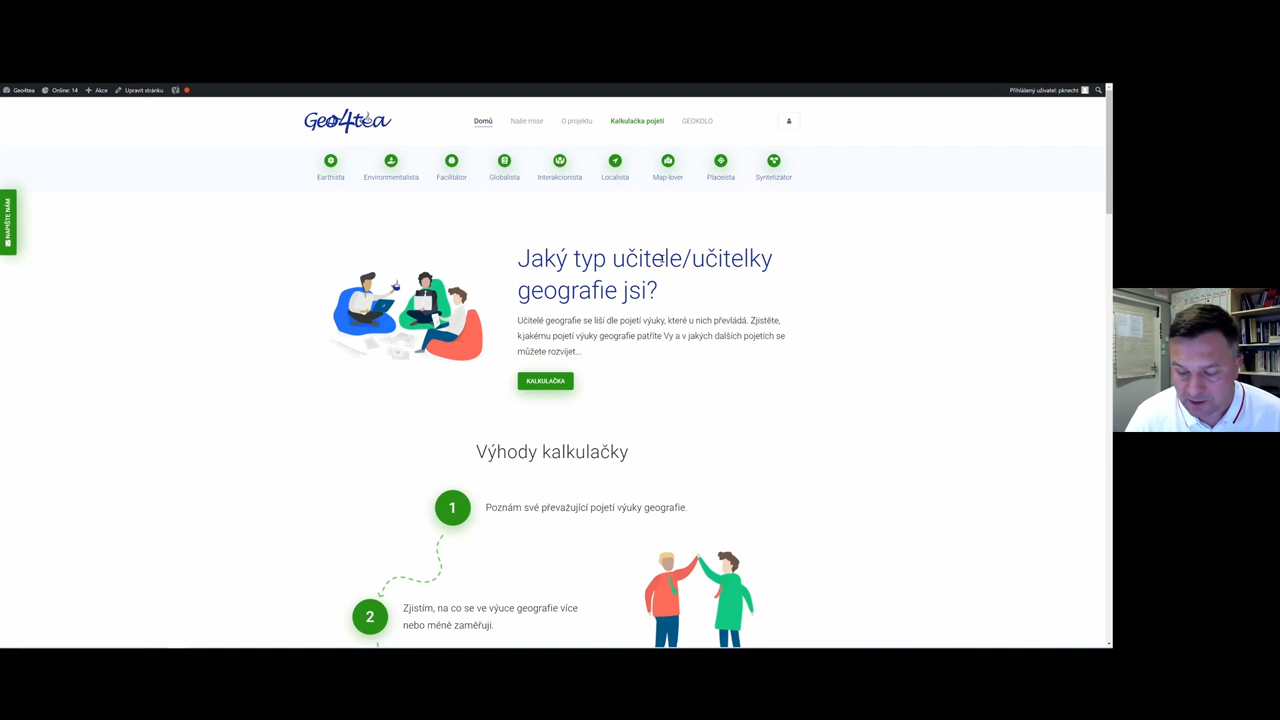 Geo4tea Online: 14 Akce Upravit stránku Přihlášený uživatel: pknecht
Geo4tea Domů Naše mise O projektu Kalkulačka pojetí GEOKOLO
Earthista Environmentalista Facilitátor Globalista Interakcionista Localista Map-lover Placeista Syntetizátor
NAPIŠTE NÁM
Jaký typ učitele/učitelky
geografie jsi?
Učitelé geografie se liší dle pojetí výuky, které u nich převládá. Zjistěte,
k jakému pojetí výuky geografie patříte Vy a v jakých dalších pojetích se
můžete rozvíjet...
KALKULAČKA
Výhody kalkulačky
1 Poznám své převažující pojetí výuky geografie.
2 Zjistím, na co se ve výuce geografie více
nebo méně zaměřuji.